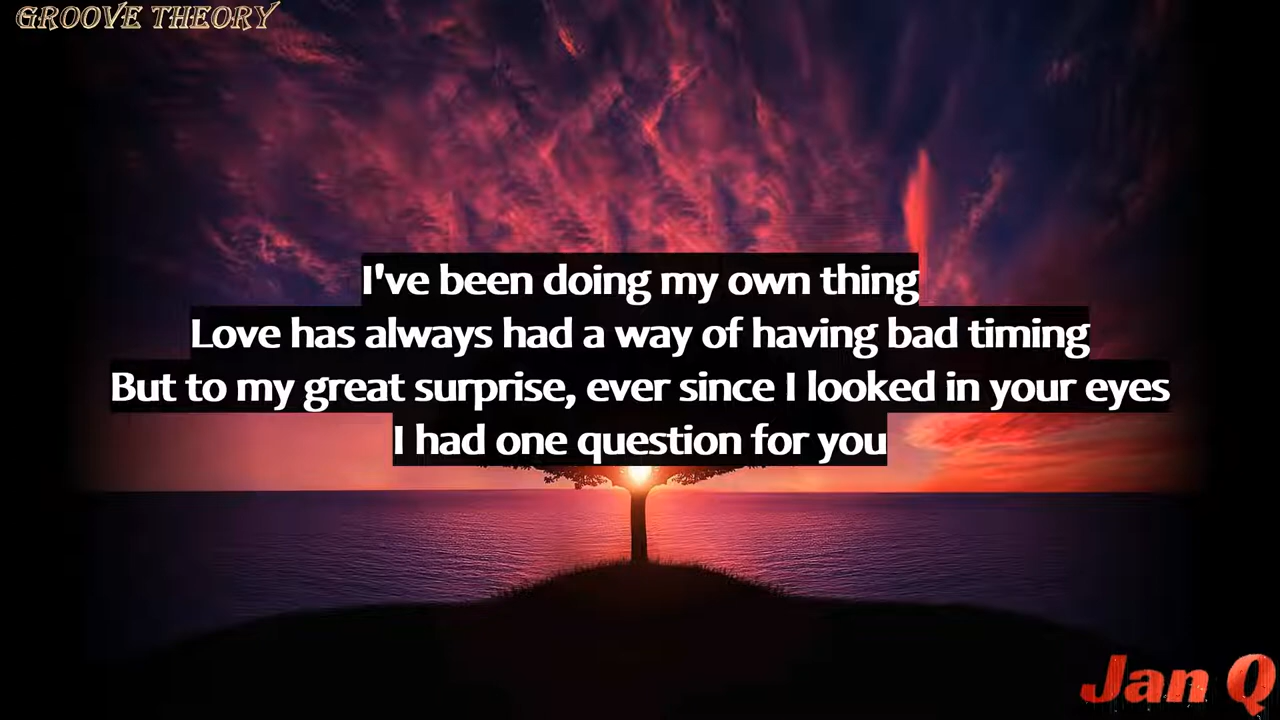 GROOVE THEORY
I've been doing my own thing
Love has always had a way of having bad timing
But to my great surprise, ever since I looked in your eyes
I had one question for you
Jan Q